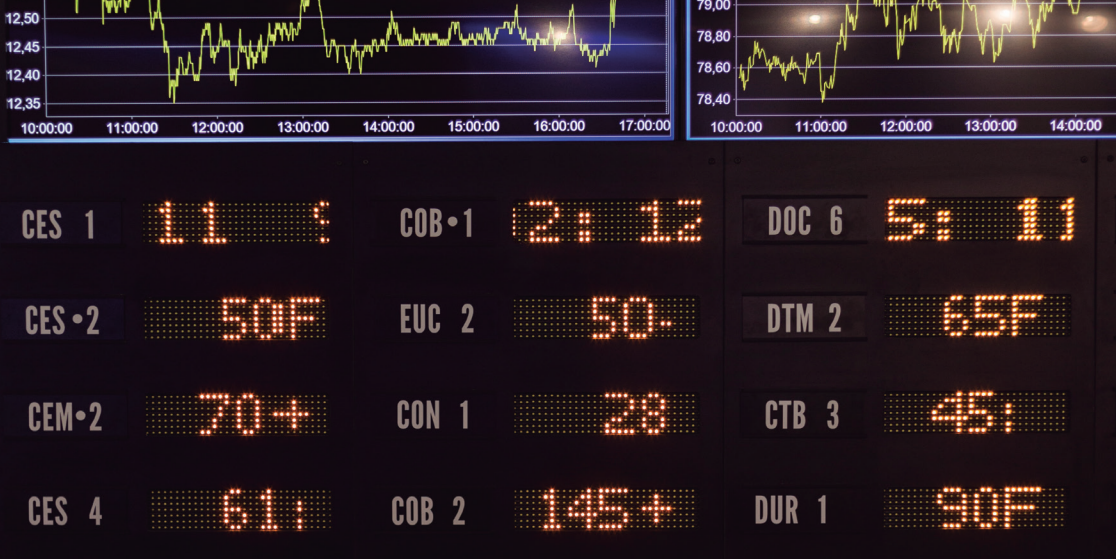 12,50
12,45
12,40
12,35
10:00:00 11:00:00 12:00:00 13:00:00 14:00:00 15:00:00 16:00:00 17:00:00
79,00
78,80
78,60
78,40
10:00:00 11:00:00 12:00:00 13:00:00 14:00:00
CES 1 11 COB•1 2: 12 DOC 6 5: 11
CES•2 50F EUC 2 50- DTM 2 65F
CEM•2 70+ CON 1 28 CTB 3 45:
CES 4 61: COB 2 145+ DUR 1 90F